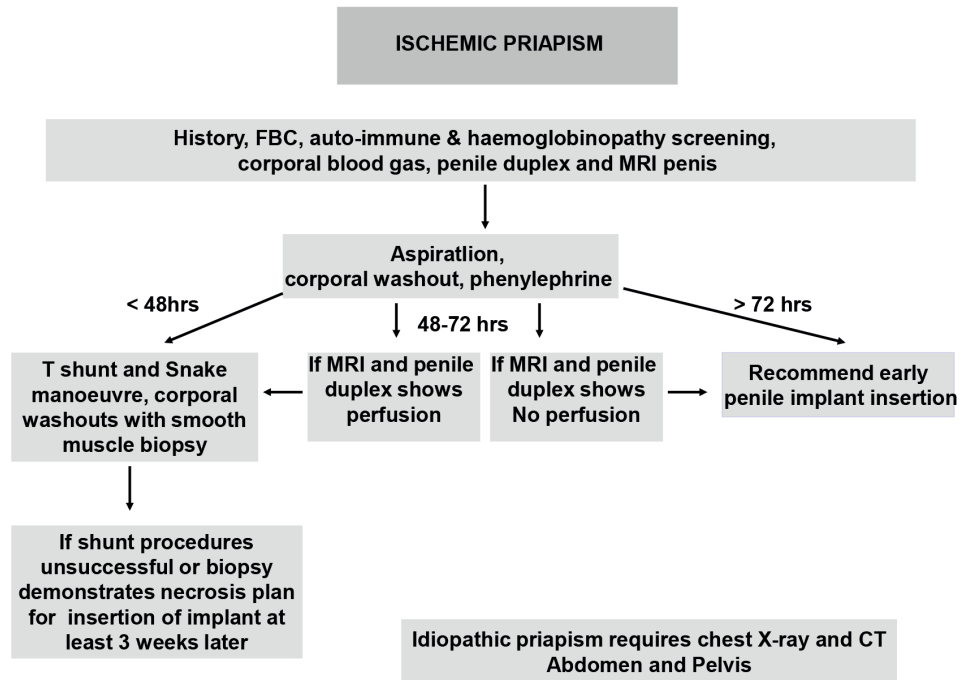 ISCHEMIC PRIAPISM
History, FBC, auto-immune & haemoglobinopathy screening,
corporal blood gas, penile duplex and MRI penis
Aspiratlion,
corporal washout, phenylephrine
< 48hrs
48-72 hrs
> 72 hrs
T shunt and Snake
manoeuvre, corporal
washouts with smooth
muscle biopsy
If MRI and penile
duplex shows
perfusion
If MRI and penile
duplex shows
No perfusion
Recommend early
penile implant insertion
If shunt procedures
unsuccessful or biopsy
demonstrates necrosis plan
for insertion of implant at
least 3 weeks later
Idiopathic priapism requires chest X-ray and CT
Abdomen and Pelvis